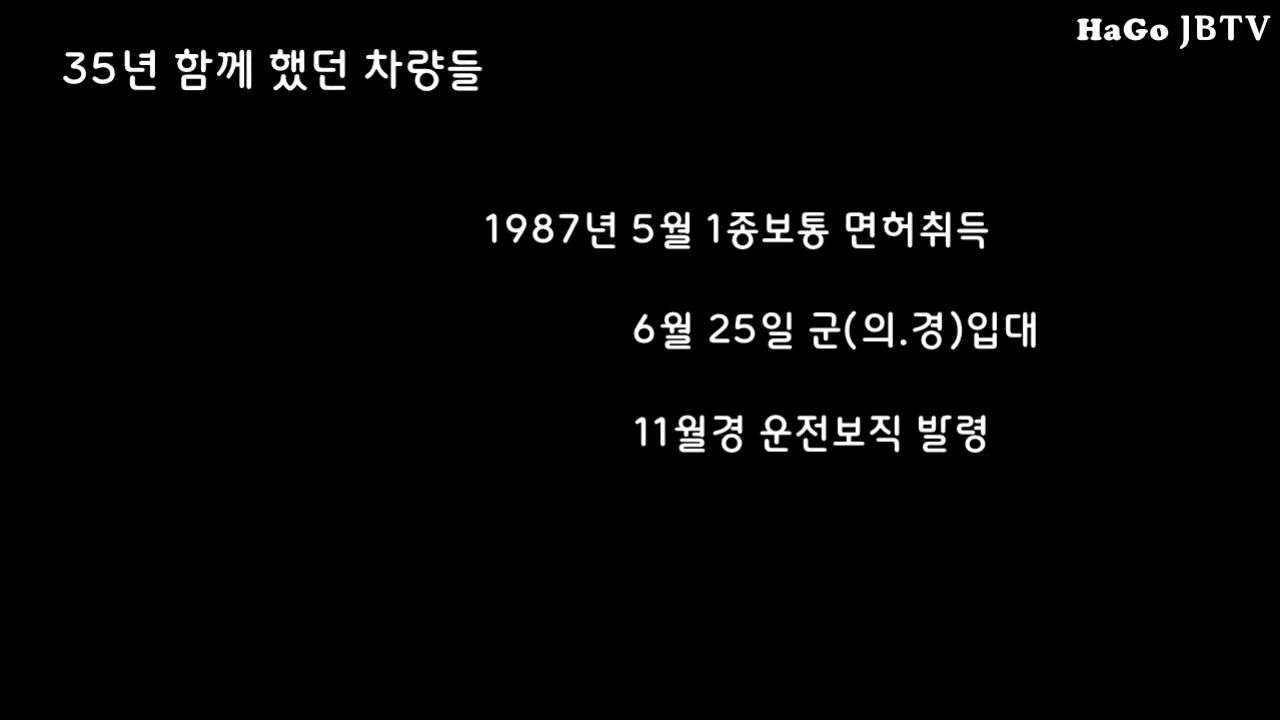 HaGo JBTV
35년 함께 했던 차량들
1987년 5월 1종보통 면허취득
6월 25일 군(의.경)입대
11월경 운전보직 발령